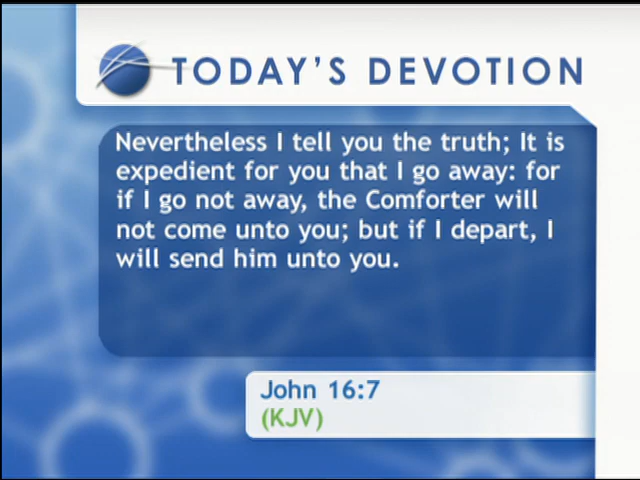 TODAY'S DEVOTION
Nevertheless I tell you the truth; It is
expedient for you that I go away: for
if I go not away, the Comforter will
not come unto you; but if I depart, I
will send him unto you.
John 16:7
(KJV)